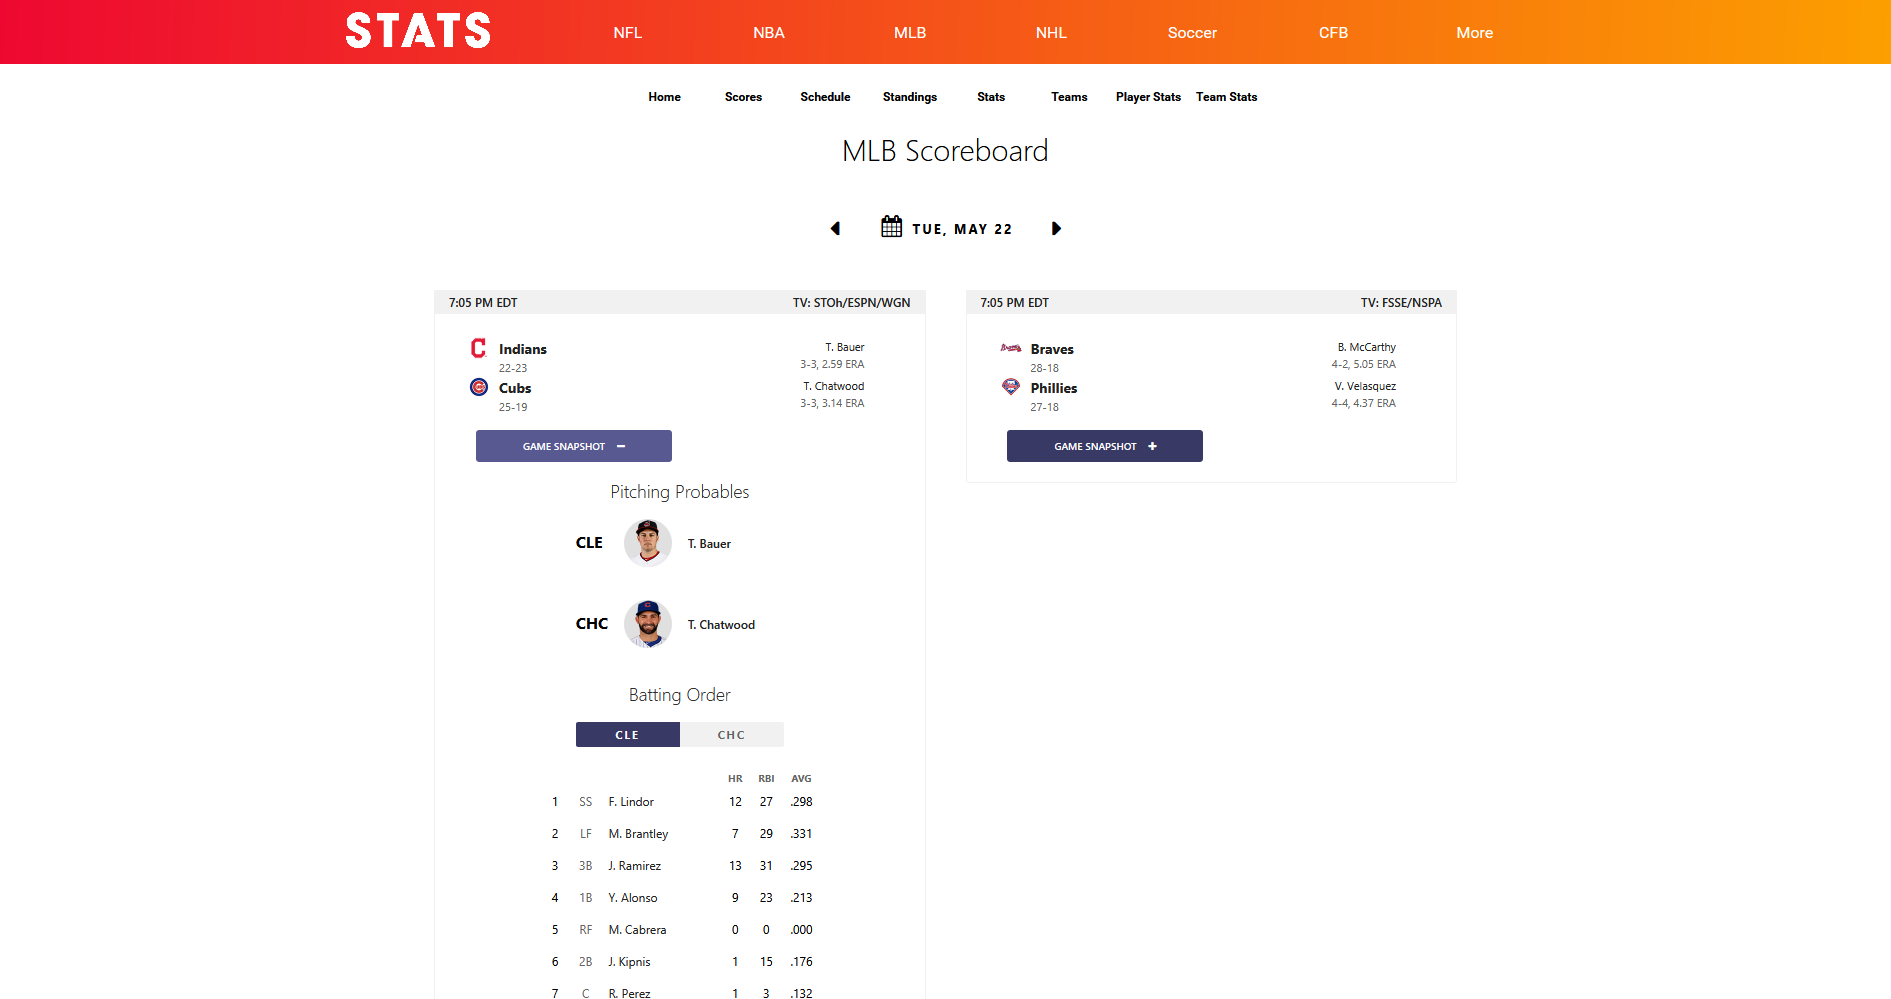 STATS NFL NBA MLB NHL Soccer CFB More
Home Scores Schedule Standings Stats Teams Player Stats Team Stats
MLB Scoreboard
TUE, MAY 22
7:05 PM EDT TV: STOh/ESPN/WGN
Indians T. Bauer
22-23 3-3, 2.59 ERA
Cubs T. Chatwood
25-19 3-3, 3.14 ERA
GAME SNAPSHOT −
Pitching Probables
CLE T. Bauer
CHC T. Chatwood
Batting Order
CLE CHC
HR RBI AVG
1 SS F. Lindor 12 27 .298
2 LF M. Brantley 7 29 .331
3 3B J. Ramirez 13 31 .295
4 1B Y. Alonso 9 23 .213
5 RF M. Cabrera 0 0 .000
6 2B J. Kipnis 1 15 .176
7 C R. Perez 1 3 .132
7:05 PM EDT TV: FSSE/NSPA
Braves B. McCarthy
28-18 4-2, 5.05 ERA
Phillies V. Velasquez
27-18 4-4, 4.37 ERA
GAME SNAPSHOT +